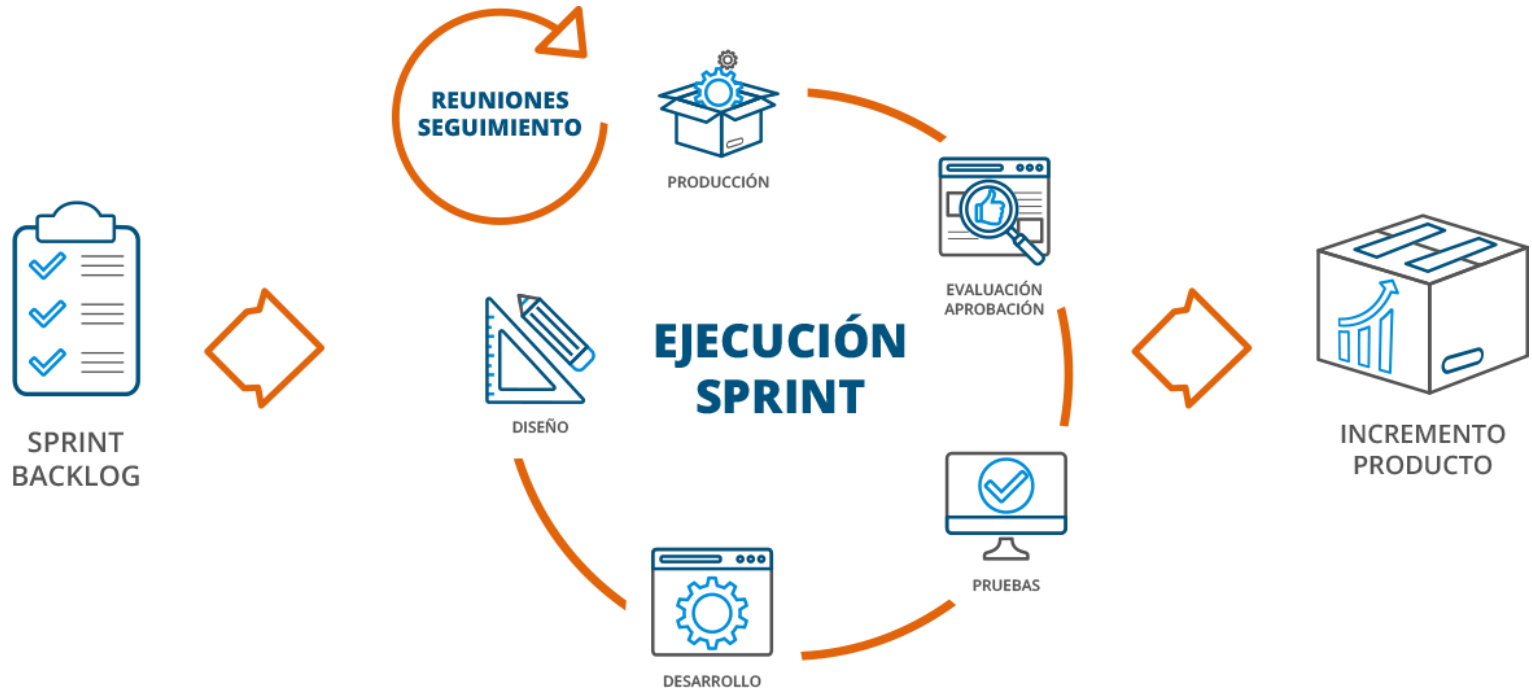 REUNIONES
SEGUIMIENTO
PRODUCCIÓN
EVALUACIÓN
APROBACIÓN
EJECUCIÓN
SPRINT
DISEÑO
SPRINT
BACKLOG
INCREMENTO
PRODUCTO
PRUEBAS
DESARROLLO